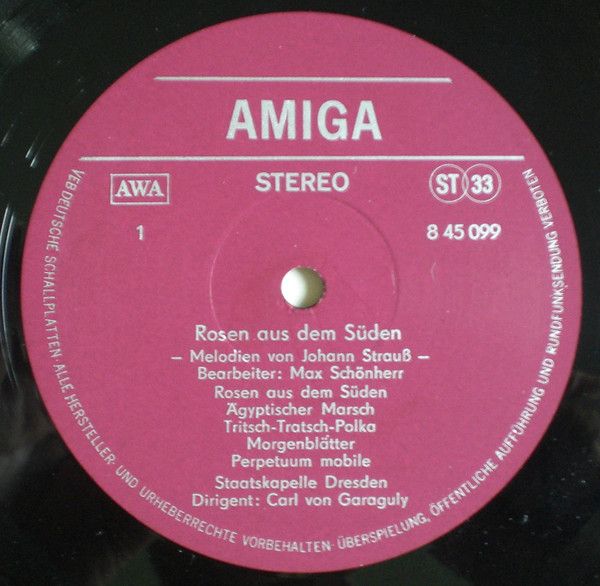 AMIGA
AWA
STEREO
ST 33
1
8 45 099
Rosen aus dem Süden
– Melodien von Johann Strauß –
Bearbeiter: Max Schönherr
Rosen aus dem Süden
Ägyptischer Marsch
Tritsch-Tratsch-Polka
Morgenblätter
Perpetuum mobile
Staatskapelle Dresden
Dirigent: Carl von Garaguly
VEB DEUTSCHE SCHALLPLATTEN · ALLE HERSTELLER- UND URHEBERRECHTE VORBEHALTEN · ÜBERSPIELUNG, ÖFFENTLICHE AUFFÜHRUNG UND RUNDFUNKSENDUNG VERBOTEN